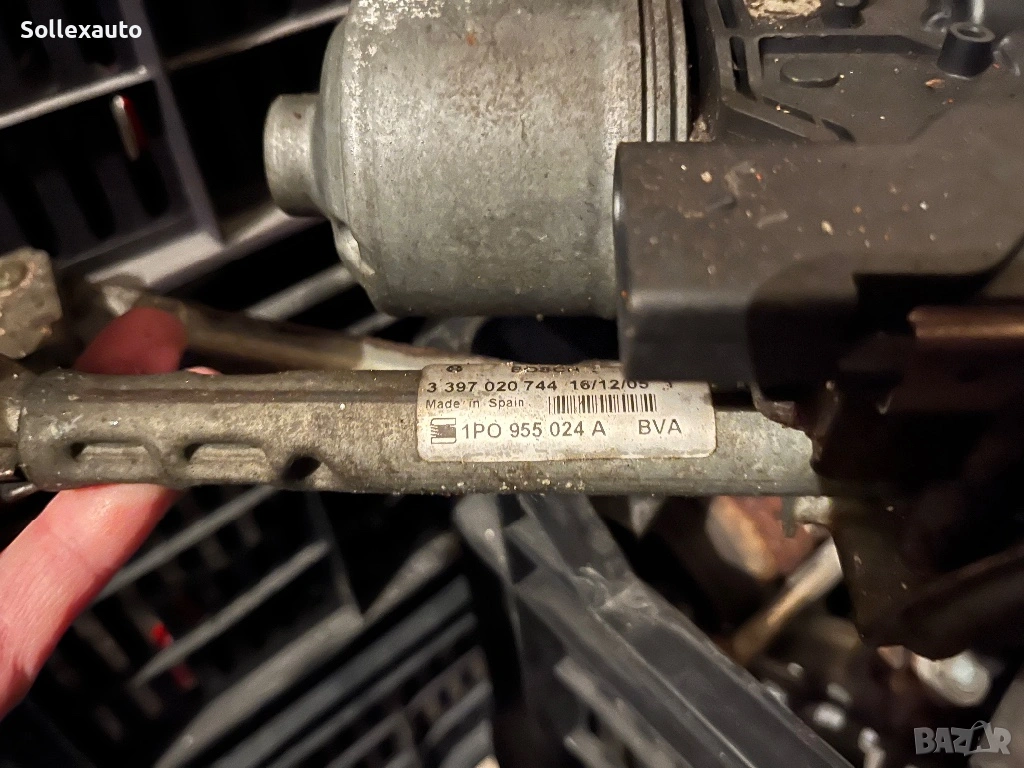 Sollexauto
BOSCH
3 397 020 744 16/12/05
Made in Spain
1PO 955 024 A BVA
BAZAR